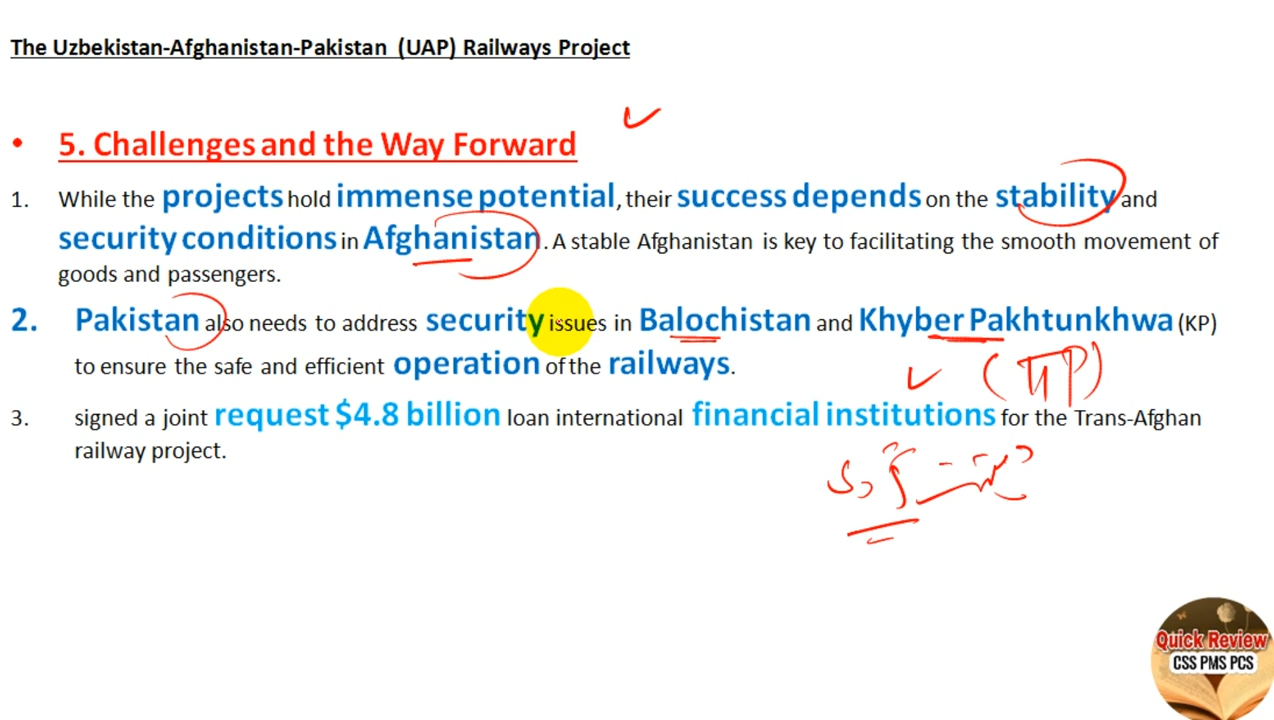 The Uzbekistan-Afghanistan-Pakistan (UAP) Railways Project
• 5. Challenges and the Way Forward
1. While the projects hold immense potential, their success depends on the stability and
security conditions in Afghanistan. A stable Afghanistan is key to facilitating the smooth movement of
goods and passengers.
2. Pakistan also needs to address security issues in Balochistan and Khyber Pakhtunkhwa (KP)
to ensure the safe and efficient operation of the railways.
3. signed a joint request $4.8 billion loan international financial institutions for the Trans-Afghan
railway project.
Quick Review
CSS PMS PCS